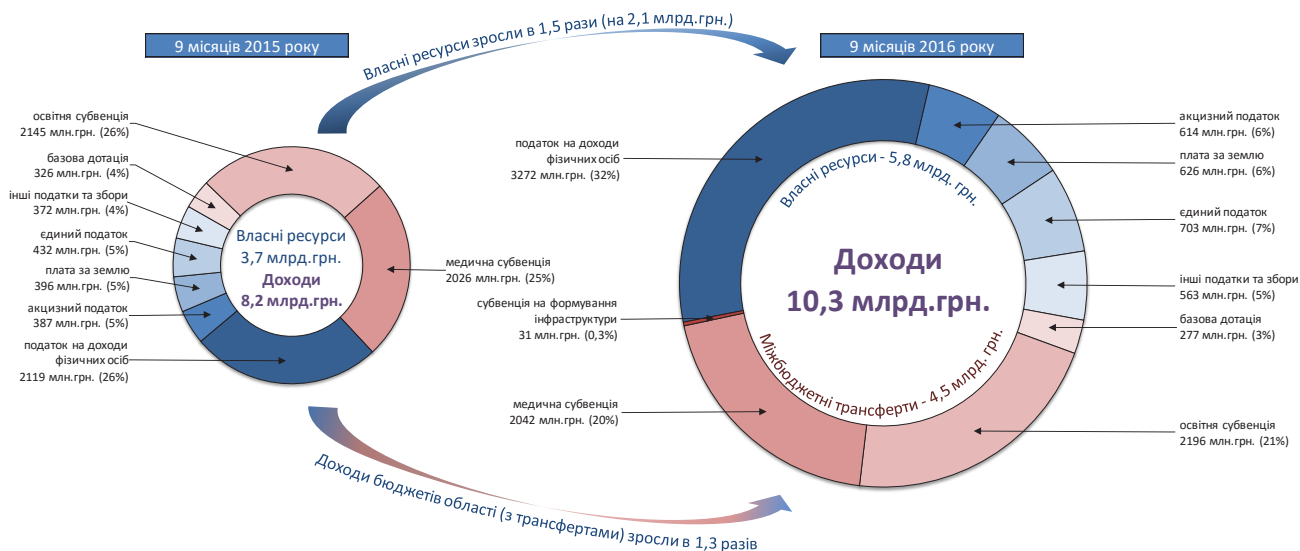 Власні ресурси зросли в 1,5 рази (на 2,1 млрд.грн.)
9 місяців 2015 року
9 місяців 2016 року
освітня субвенція
2145 млн.грн. (26%)
базова дотація
326 млн.грн. (4%)
інші податки та збори
372 млн.грн. (4%)
єдиний податок
432 млн.грн. (5%)
плата за землю
396 млн.грн. (5%)
акцизний податок
387 млн.грн. (5%)
податок на доходи
фізичних осіб
2119 млн.грн. (26%)
Власні ресурси
3,7 млрд.грн.
Доходи
8,2 млрд.грн.
медична субвенція
2026 млн.грн. (25%)
податок на доходи
фізичних осіб
3272 млн.грн. (32%)
субвенція на формування
інфраструктури
31 млн.грн. (0,3%)
медична субвенція
2042 млн.грн. (20%)
Власні ресурси - 5,8 млрд. грн.
Доходи
10,3 млрд.грн.
Міжбюджетні трансферти - 4,5 млрд. грн.
акцизний податок
614 млн.грн. (6%)
плата за землю
626 млн.грн. (6%)
єдиний податок
703 млн.грн. (7%)
інші податки та збори
563 млн.грн. (5%)
базова дотація
277 млн.грн. (3%)
освітня субвенція
2196 млн.грн. (21%)
Доходи бюджетів області (з трансфертами) зросли в 1,3 разів